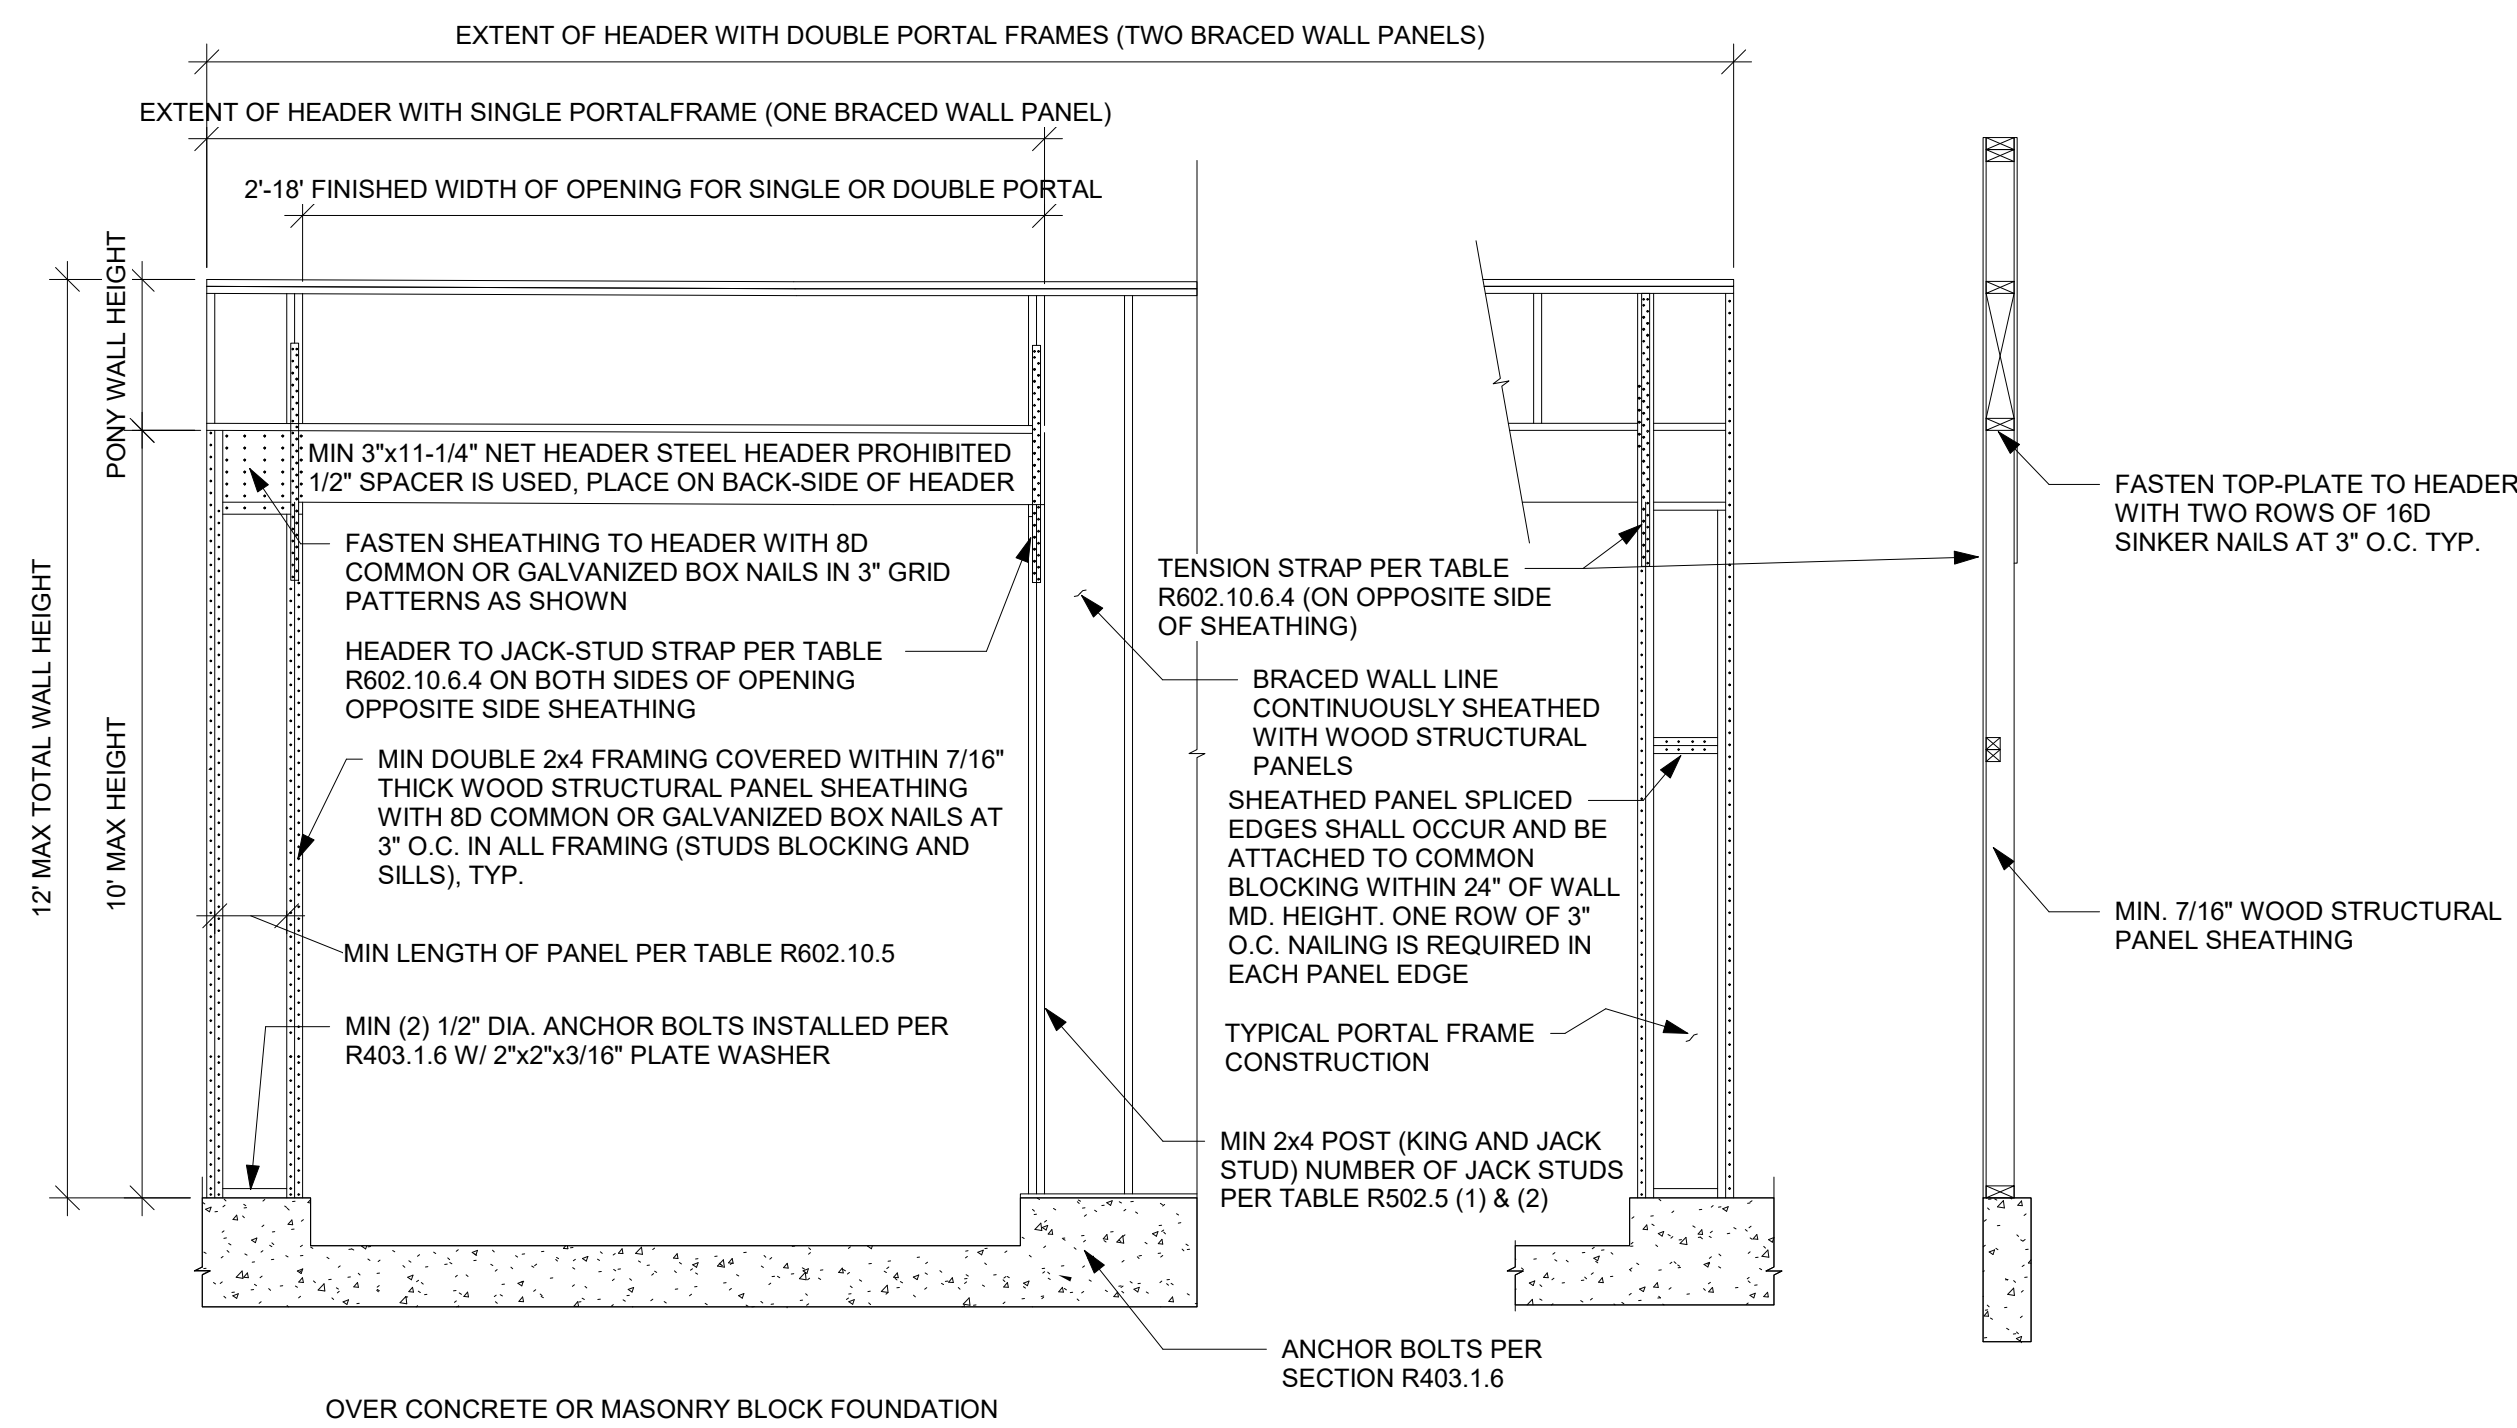 EXTENT OF HEADER WITH DOUBLE PORTAL FRAMES (TWO BRACED WALL PANELS)
EXTENT OF HEADER WITH SINGLE PORTALFRAME (ONE BRACED WALL PANEL)
2'-18' FINISHED WIDTH OF OPENING FOR SINGLE OR DOUBLE PORTAL
12' MAX TOTAL WALL HEIGHT
PONY WALL HEIGHT
10' MAX HEIGHT
MIN 3"x11-1/4" NET HEADER STEEL HEADER PROHIBITED
1/2" SPACER IS USED, PLACE ON BACK-SIDE OF HEADER
FASTEN SHEATHING TO HEADER WITH 8D
COMMON OR GALVANIZED BOX NAILS IN 3" GRID
PATTERNS AS SHOWN
HEADER TO JACK-STUD STRAP PER TABLE
R602.10.6.4 ON BOTH SIDES OF OPENING
OPPOSITE SIDE SHEATHING
MIN DOUBLE 2x4 FRAMING COVERED WITHIN 7/16"
THICK WOOD STRUCTURAL PANEL SHEATHING
WITH 8D COMMON OR GALVANIZED BOX NAILS AT
3" O.C. IN ALL FRAMING (STUDS BLOCKING AND
SILLS), TYP.
MIN LENGTH OF PANEL PER TABLE R602.10.5
MIN (2) 1/2" DIA. ANCHOR BOLTS INSTALLED PER
R403.1.6 W/ 2"x2"x3/16" PLATE WASHER
TENSION STRAP PER TABLE
R602.10.6.4 (ON OPPOSITE SIDE
OF SHEATHING)
BRACED WALL LINE
CONTINUOUSLY SHEATHED
WITH WOOD STRUCTURAL
PANELS
SHEATHED PANEL SPLICED
EDGES SHALL OCCUR AND BE
ATTACHED TO COMMON
BLOCKING WITHIN 24" OF WALL
MD. HEIGHT. ONE ROW OF 3"
O.C. NAILING IS REQUIRED IN
EACH PANEL EDGE
TYPICAL PORTAL FRAME
CONSTRUCTION
MIN 2x4 POST (KING AND JACK
STUD) NUMBER OF JACK STUDS
PER TABLE R502.5 (1) & (2)
ANCHOR BOLTS PER
SECTION R403.1.6
FASTEN TOP-PLATE TO HEADER
WITH TWO ROWS OF 16D
SINKER NAILS AT 3" O.C. TYP.
MIN. 7/16" WOOD STRUCTURAL
PANEL SHEATHING
OVER CONCRETE OR MASONRY BLOCK FOUNDATION